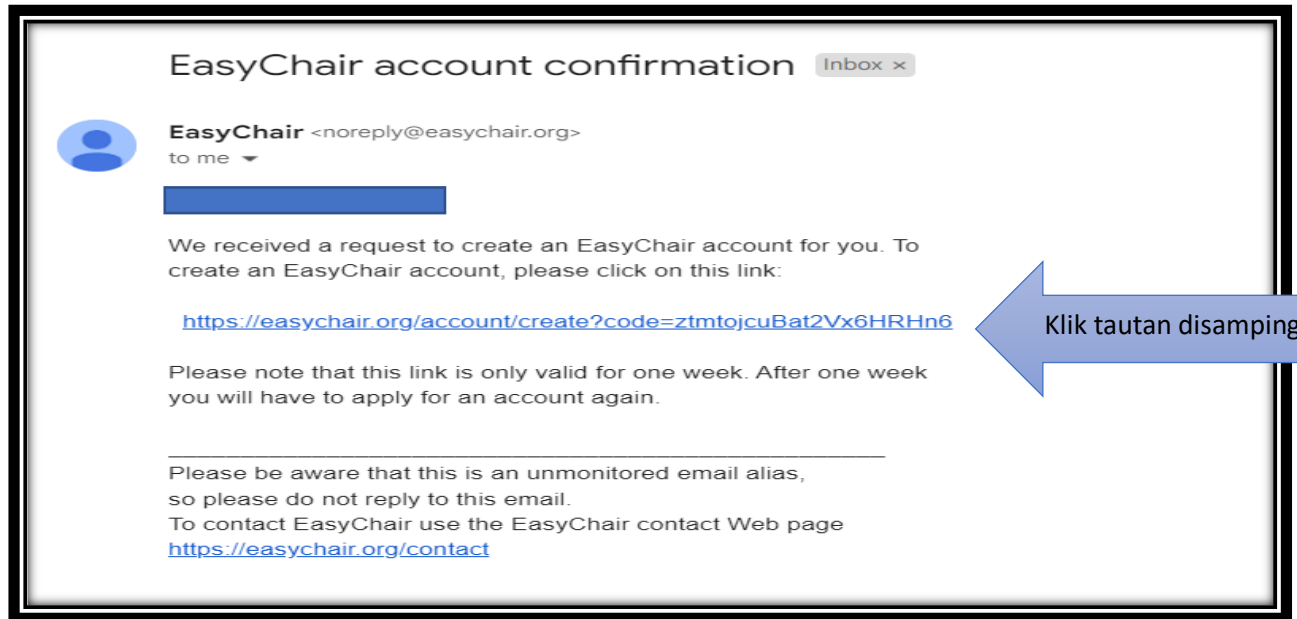 EasyChair account confirmation Inbox ×
EasyChair <noreply@easychair.org>
to me
We received a request to create an EasyChair account for you. To
create an EasyChair account, please click on this link:
https://easychair.org/account/create?code=ztmtojcuBat2Vx6HRHn6
Klik tautan disamping
Please note that this link is only valid for one week. After one week
you will have to apply for an account again.
Please be aware that this is an unmonitored email alias,
so please do not reply to this email.
To contact EasyChair use the EasyChair contact Web page
https://easychair.org/contact